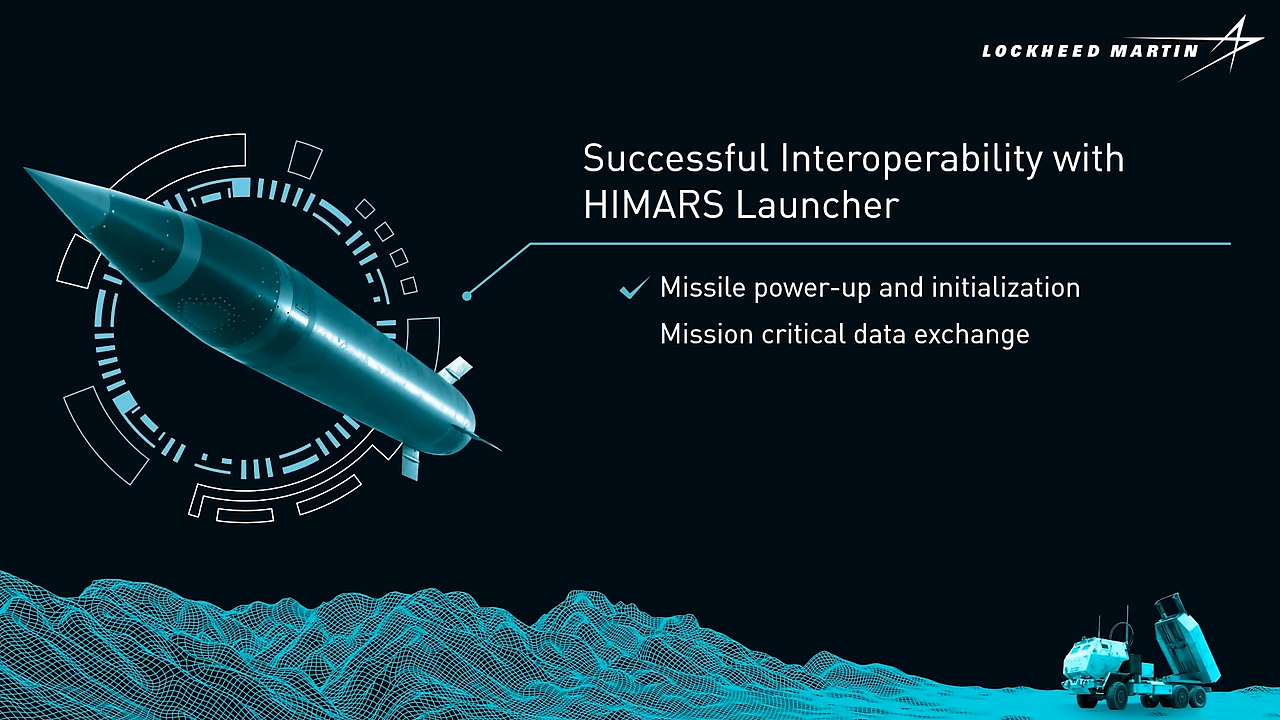 LOCKHEED MARTIN
Successful Interoperability with
HIMARS Launcher
Missile power-up and initialization
Mission critical data exchange